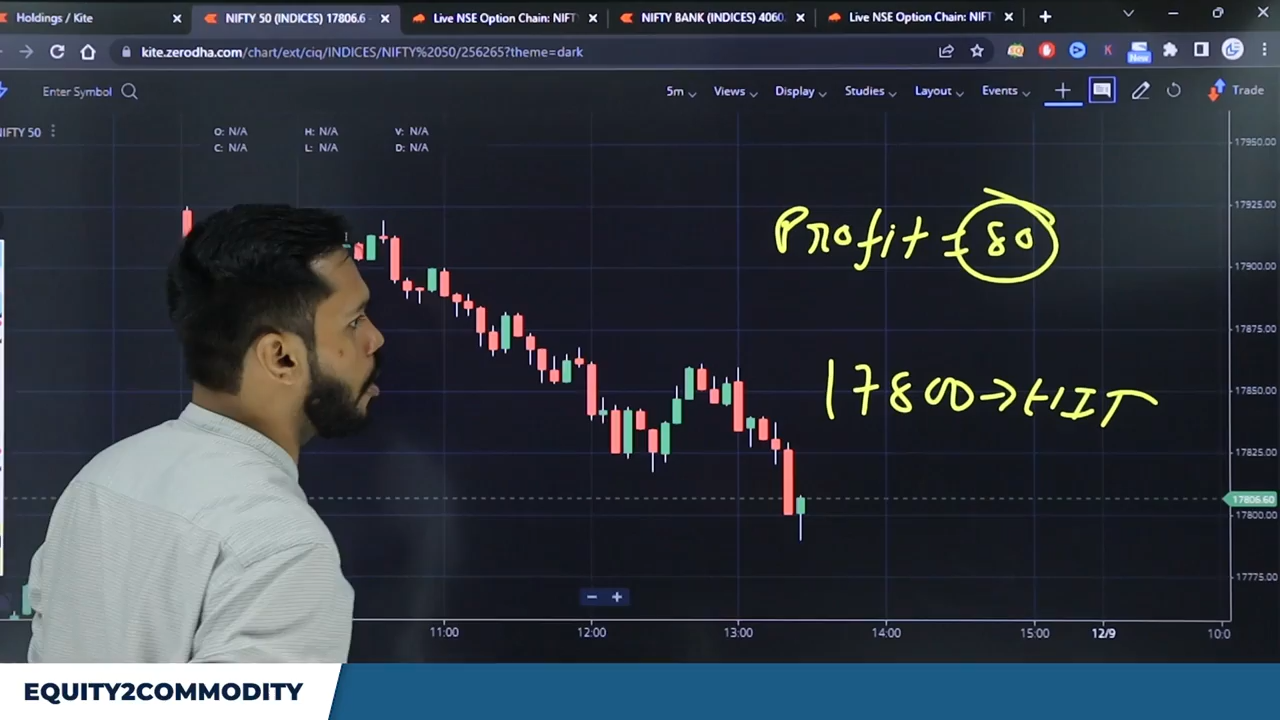 Holdings / Kite
NIFTY 50 (INDICES) 17806.6
Live NSE Option Chain: NIFT
NIFTY BANK (INDICES) 4060
Live NSE Option Chain: NIFT
kite.zerodha.com/chart/ext/ciq/INDICES/NIFTY%2050/256265?theme=dark
New
Enter Symbol
5m
Views
Display
Studies
Layout
Events
Trade
NIFTY 50
O: N/A H: N/A V: N/A
C: N/A L: N/A D: N/A
17950.00
17925.00
17900.00
17875.00
17850.00
17825.00
17806.60
17800.00
17775.00
Profit = 80
17800 → HIT
11:00 12:00 13:00 14:00 15:00 12/9 10:0
EQUITY2COMMODITY